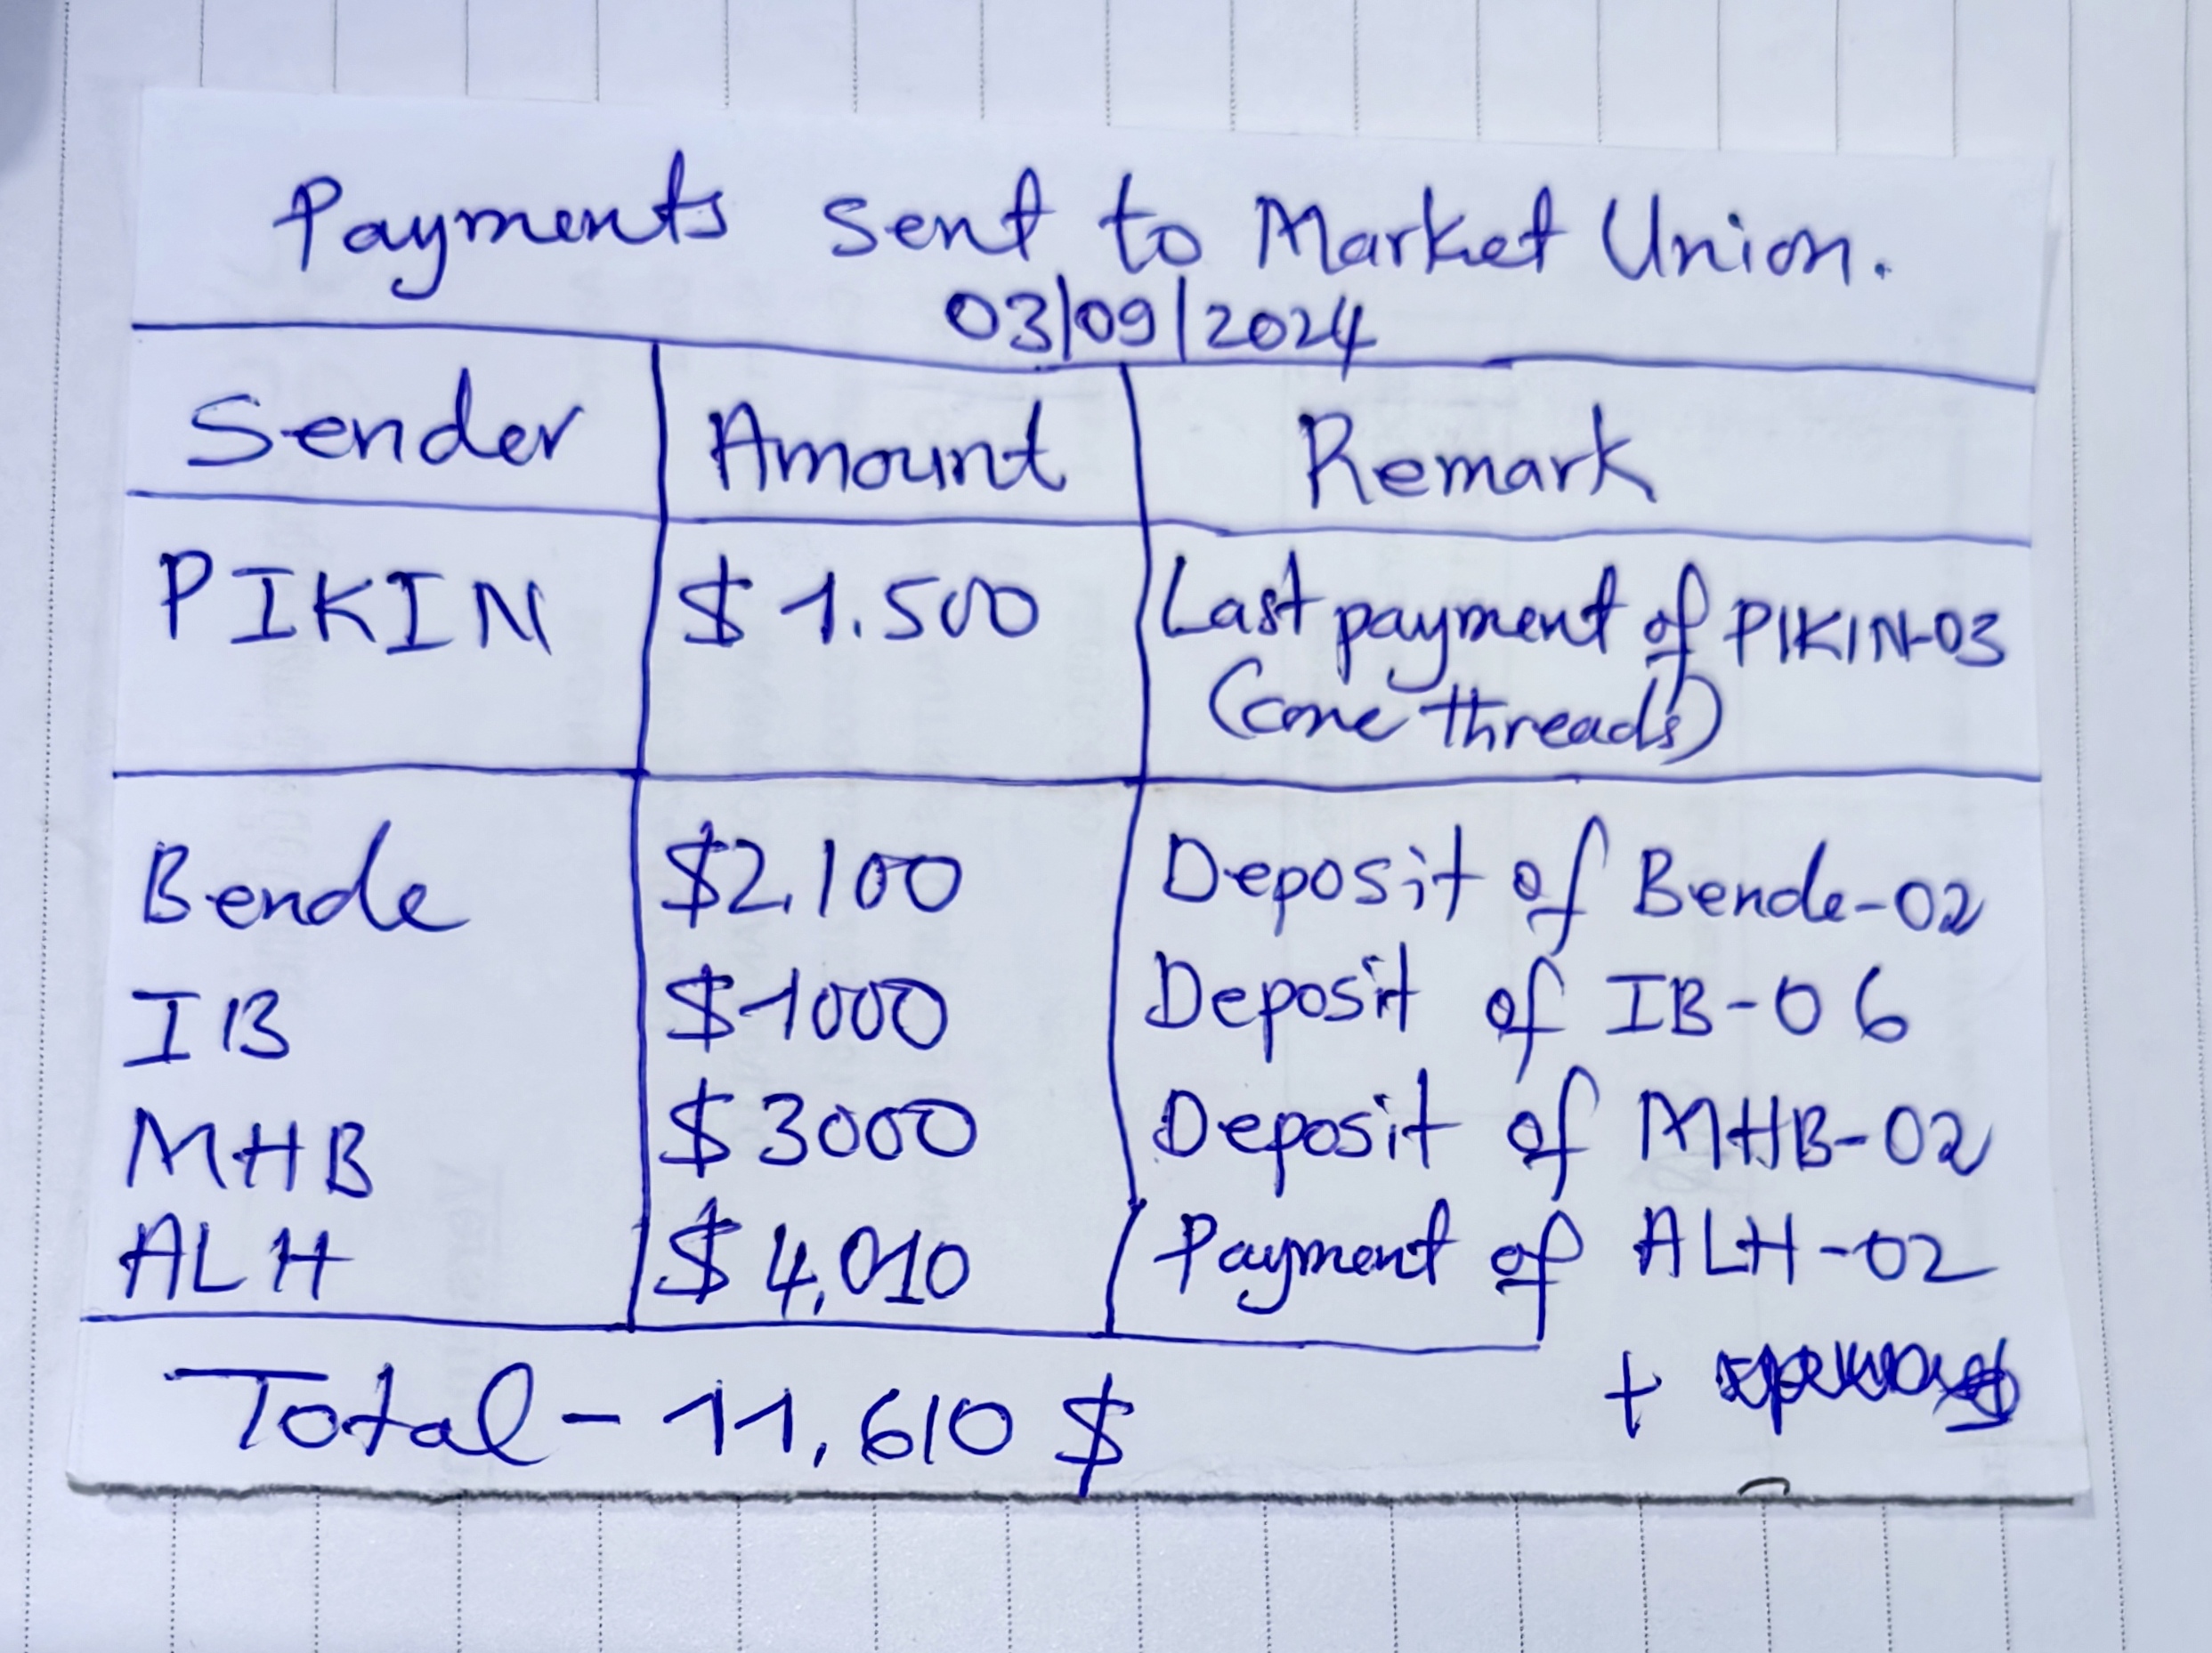 Payments sent to Market Union.
03/09/2024
Sender Amount Remark
PIKIN $ 1.500 Last payment of PIKIN-03
(cone threads)
Bende $2,100 Deposit of Bende-02
IB $1000 Deposit of IB-06
MHB $3000 Deposit of MHB-02
ALH $4,010 Payment of ALH-02
+
Total - 11,610 $